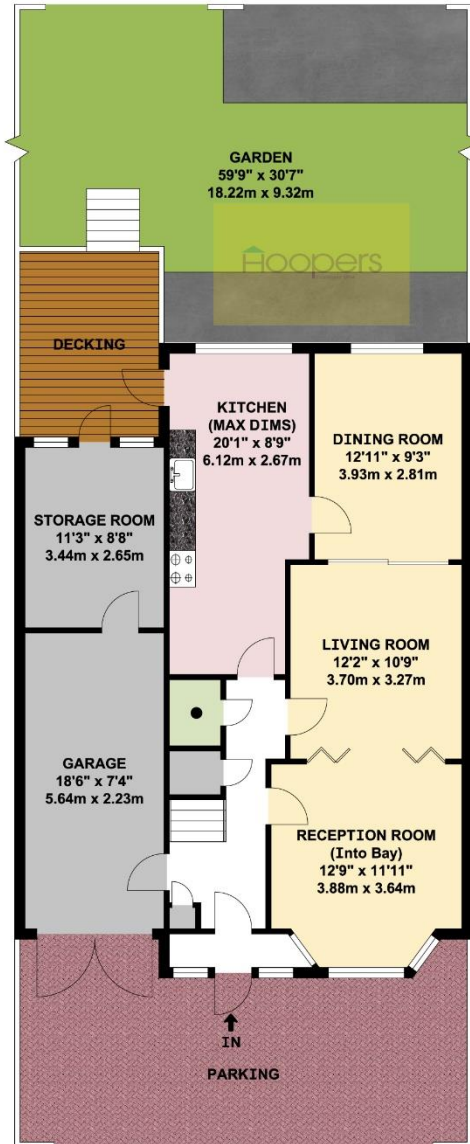 GARDEN
59'9" x 30'7"
18.22m x 9.32m
Hoopers
DECKING
KITCHEN
(MAX DIMS)
20'1" x 8'9"
6.12m x 2.67m
DINING ROOM
12'11" x 9'3"
3.93m x 2.81m
STORAGE ROOM
11'3" x 8'8"
3.44m x 2.65m
LIVING ROOM
12'2" x 10'9"
3.70m x 3.27m
GARAGE
18'6" x 7'4"
5.64m x 2.23m
RECEPTION ROOM
(Into Bay)
12'9" x 11'11"
3.88m x 3.64m
IN
PARKING